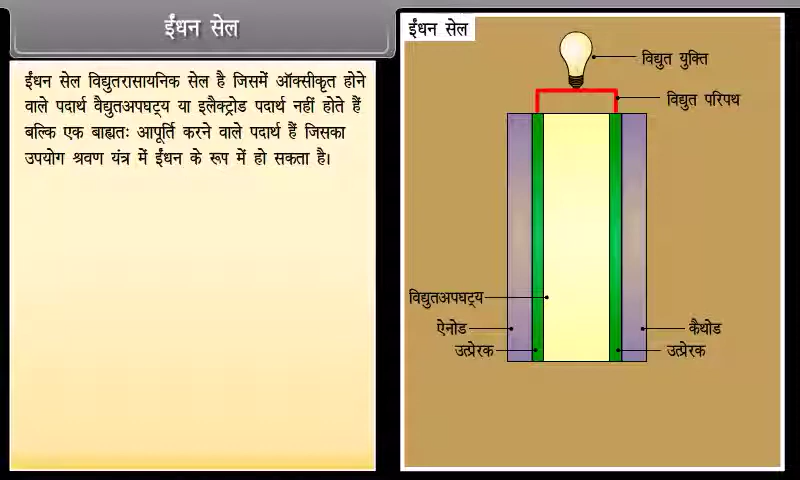 ईंधन सेल
ईंधन सेल विद्युतरासायनिक सेल है जिसमें ऑक्सीकृत होने
वाले पदार्थ वैद्युतअपघट्य या इलैक्ट्रोड पदार्थ नहीं होते हैं
बल्कि एक बाह्यतः आपूर्ति करने वाले पदार्थ हैं जिसका
उपयोग श्रवण यंत्र में ईंधन के रूप में हो सकता है।
ईंधन सेल
विद्युत युक्ति
विद्युत परिपथ
विद्युतअपघट्य
ऐनोड
कैथोड
उत्प्रेरक
उत्प्रेरक